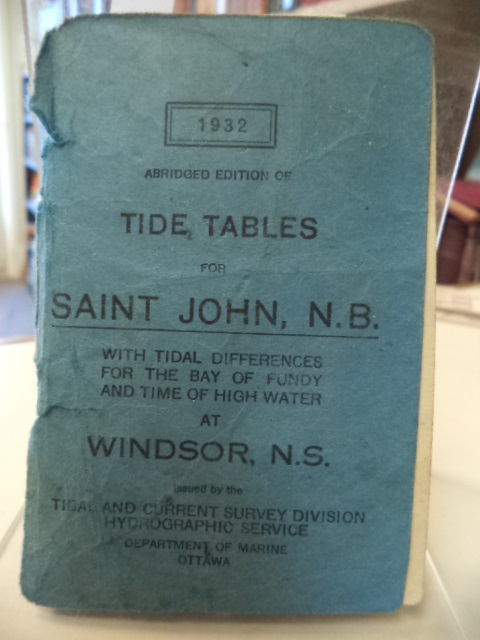 1932
ABRIDGED EDITION OF
TIDE TABLES
FOR
SAINT JOHN, N.B.
WITH TIDAL DIFFERENCES
FOR THE BAY OF FUNDY
AND TIME OF HIGH WATER
AT
WINDSOR, N.S.
issued by the
TIDAL AND CURRENT SURVEY DIVISION
HYDROGRAPHIC SERVICE
DEPARTMENT OF MARINE
OTTAWA